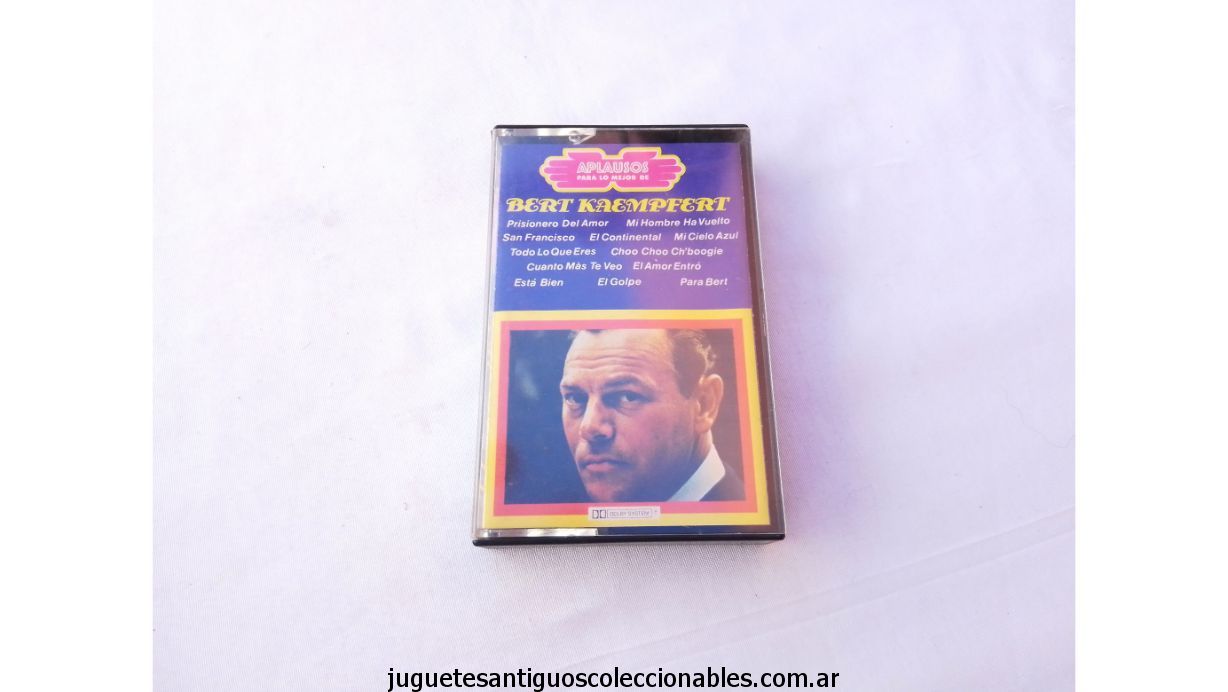 APLAUSOS
PARA LO MEJOR DE
BERT KAEMPFERT
Prisionero Del Amor Mi Hombre Ha Vuelto
San Francisco El Continental Mi Cielo Azul
Todo Lo Que Eres Choo Choo Ch'boogie
Cuanto Màs Te Veo El Amor Entró
Està Bien El Golpe Para Bert
DOLBY SYSTEM
juguetesantiguoscoleccionables.com.ar